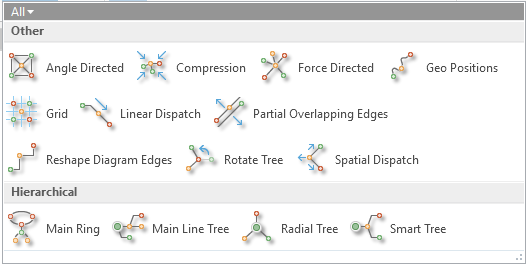 All
Other
Angle Directed Compression Force Directed Geo Positions
Grid Linear Dispatch Partial Overlapping Edges
Reshape Diagram Edges Rotate Tree Spatial Dispatch
Hierarchical
Main Ring Main Line Tree Radial Tree Smart Tree